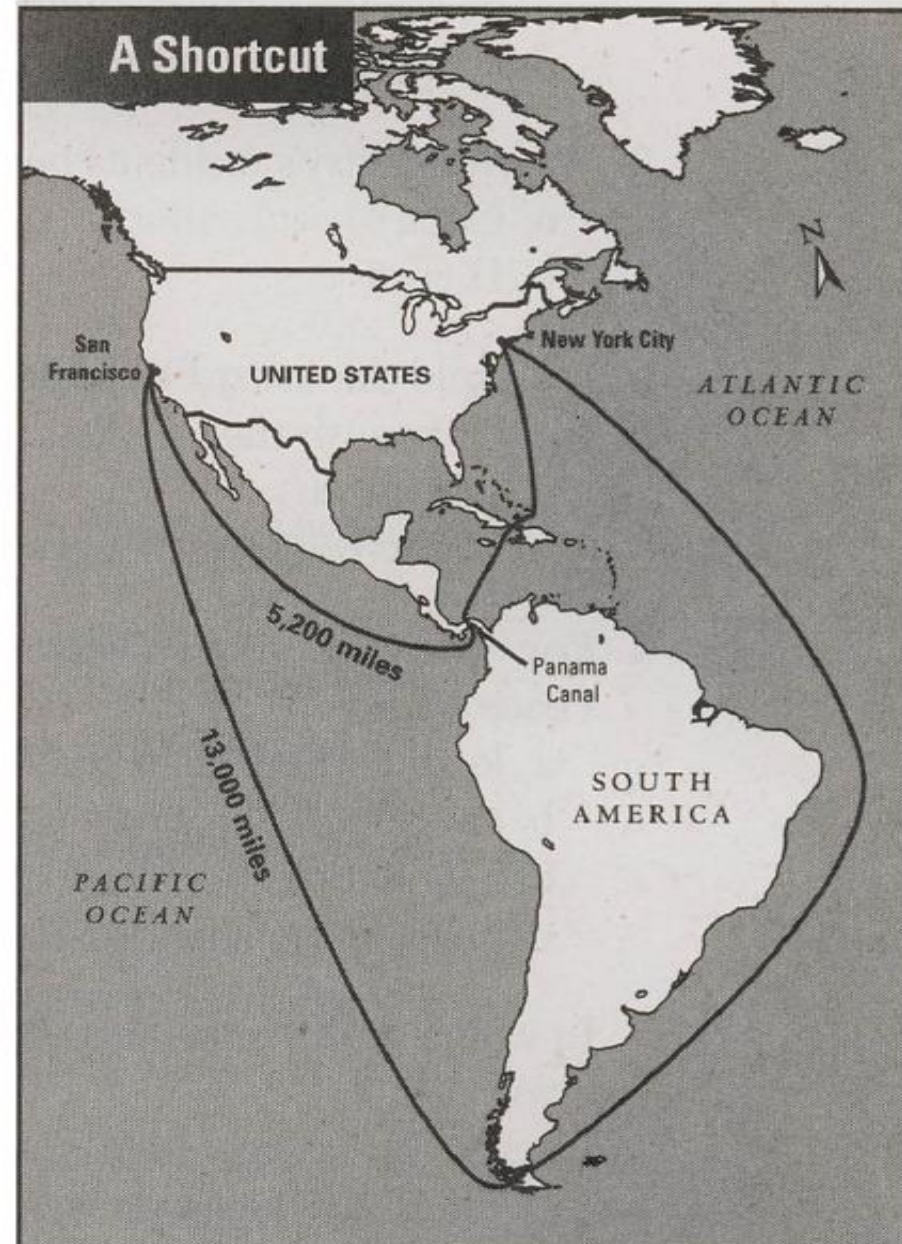 A Shortcut
N
San
Francisco
New York City
UNITED STATES
ATLANTIC
OCEAN
5,200 miles
Panama
Canal
13,000 miles
SOUTH
AMERICA
PACIFIC
OCEAN